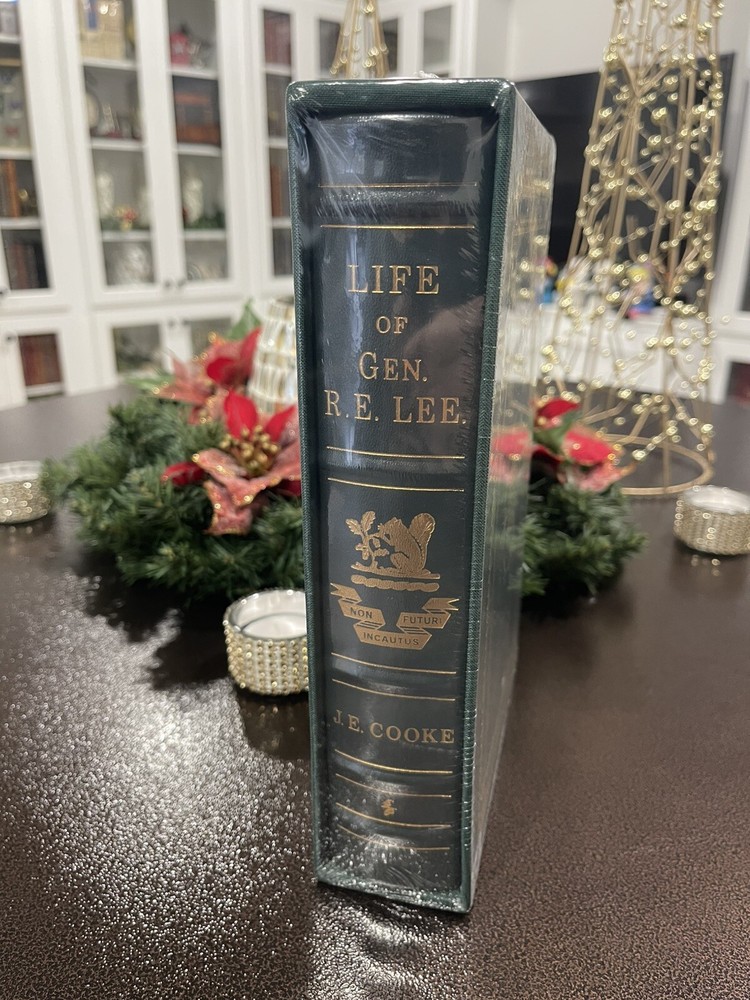 LIFE
OF
GEN.
R.E. LEE.
NON FUTURI
INCAUTUS
J. E. COOKE